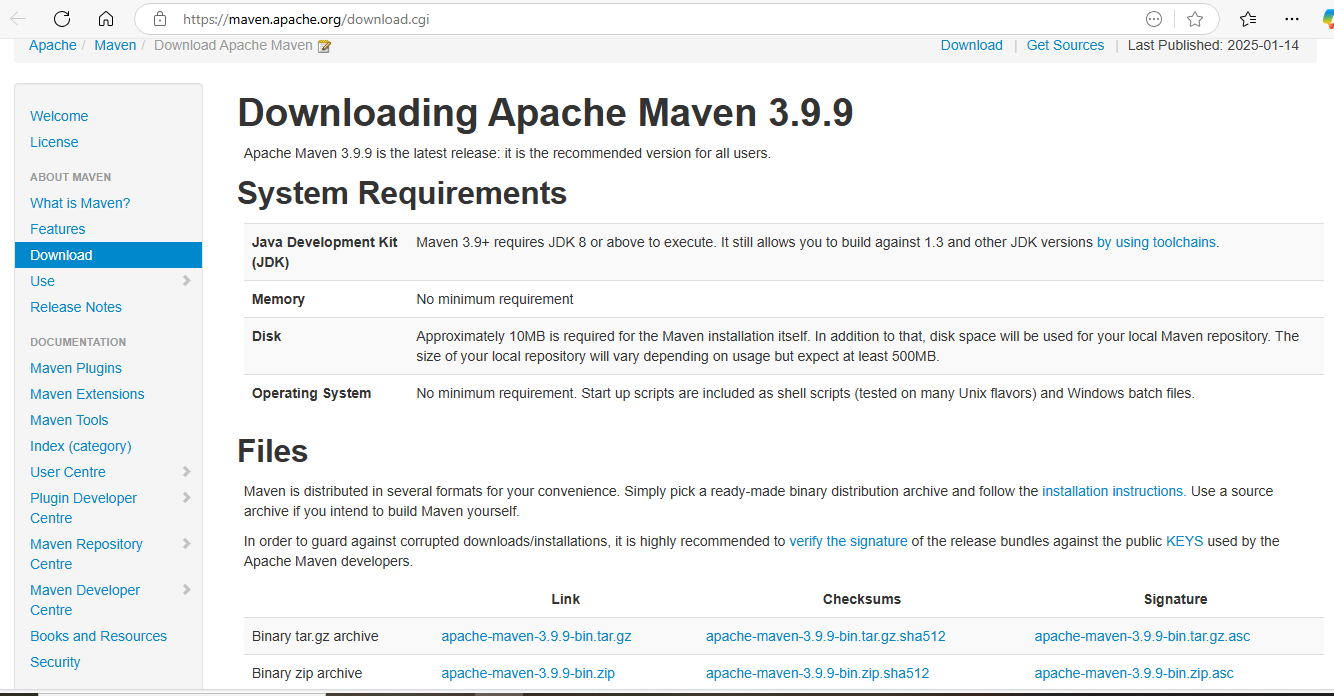 https://maven.apache.org/download.cgi
Apache / Maven / Download Apache Maven
Download | Get Sources | Last Published: 2025-01-14
Welcome
License
ABOUT MAVEN
What is Maven?
Features
Download
Use
Release Notes
DOCUMENTATION
Maven Plugins
Maven Extensions
Maven Tools
Index (category)
User Centre
Plugin Developer
Centre
Maven Repository
Centre
Maven Developer
Centre
Books and Resources
Security
Downloading Apache Maven 3.9.9
Apache Maven 3.9.9 is the latest release: it is the recommended version for all users.
System Requirements
Java Development Kit
(JDK)
Maven 3.9+ requires JDK 8 or above to execute. It still allows you to build against 1.3 and other JDK versions by using toolchains.
Memory
No minimum requirement
Disk
Approximately 10MB is required for the Maven installation itself. In addition to that, disk space will be used for your local Maven repository. The
size of your local repository will vary depending on usage but expect at least 500MB.
Operating System
No minimum requirement. Start up scripts are included as shell scripts (tested on many Unix flavors) and Windows batch files.
Files
Maven is distributed in several formats for your convenience. Simply pick a ready-made binary distribution archive and follow the installation instructions. Use a source
archive if you intend to build Maven yourself.
In order to guard against corrupted downloads/installations, it is highly recommended to verify the signature of the release bundles against the public KEYS used by the
Apache Maven developers.
Link Checksums Signature
Binary tar.gz archive apache-maven-3.9.9-bin.tar.gz apache-maven-3.9.9-bin.tar.gz.sha512 apache-maven-3.9.9-bin.tar.gz.asc
Binary zip archive apache-maven-3.9.9-bin.zip apache-maven-3.9.9-bin.zip.sha512 apache-maven-3.9.9-bin.zip.asc